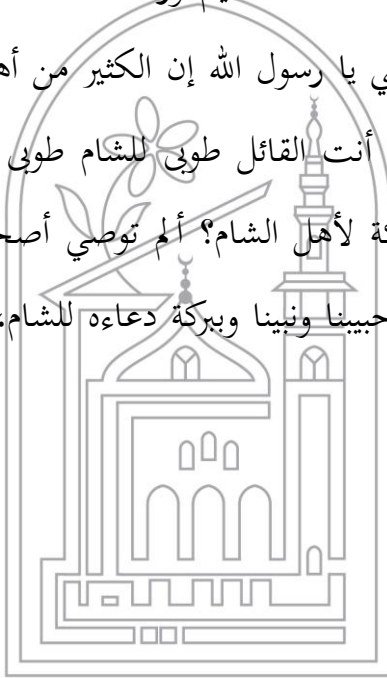 ي يا رسول الله إن الكثير من أه
أنت القائل طوبى للشام طوبى
كة لأهل الشام؟ ألم توصي أصح
حبيبنا ونبينا وببركة دعاءه للشام،